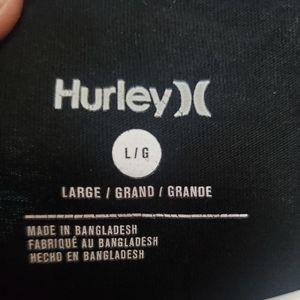 Hurley
L/G
LARGE / GRAND / GRANDE
MADE IN BANGLADESH
FABRIQUÉ AU BANGLADESH
HECHO EN BANGLADESH